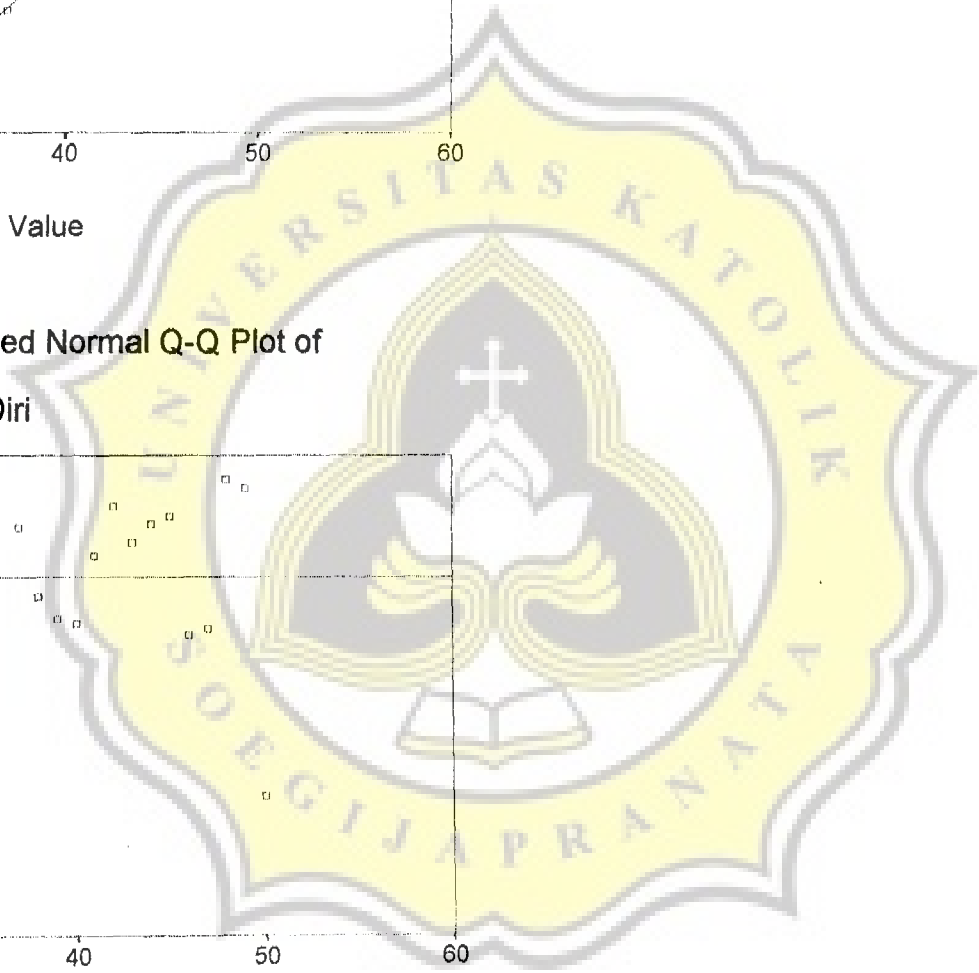 40 50 60
Value
ed Normal Q-Q Plot of
Diri
UNIVERSITAS KATOLIK
SOEGIJAPRANATA
40 50 60